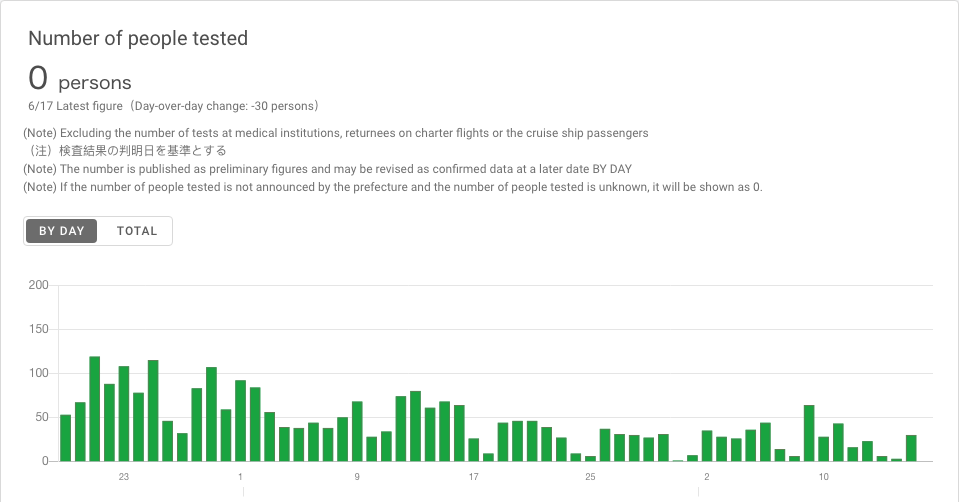 Number of people tested
0 persons
6/17 Latest figure（Day-over-day change: -30 persons）
(Note) Excluding the number of tests at medical institutions, returnees on charter flights or the cruise ship passengers
（注）検査結果の判明日を基準とする
(Note) The number is published as preliminary figures and may be revised as confirmed data at a later date BY DAY
(Note) If the number of people tested is not announced by the prefecture and the number of people tested is unknown, it will be shown as 0.
BY DAY TOTAL
200
150
100
50
0
23 1 9 17 25 2 10